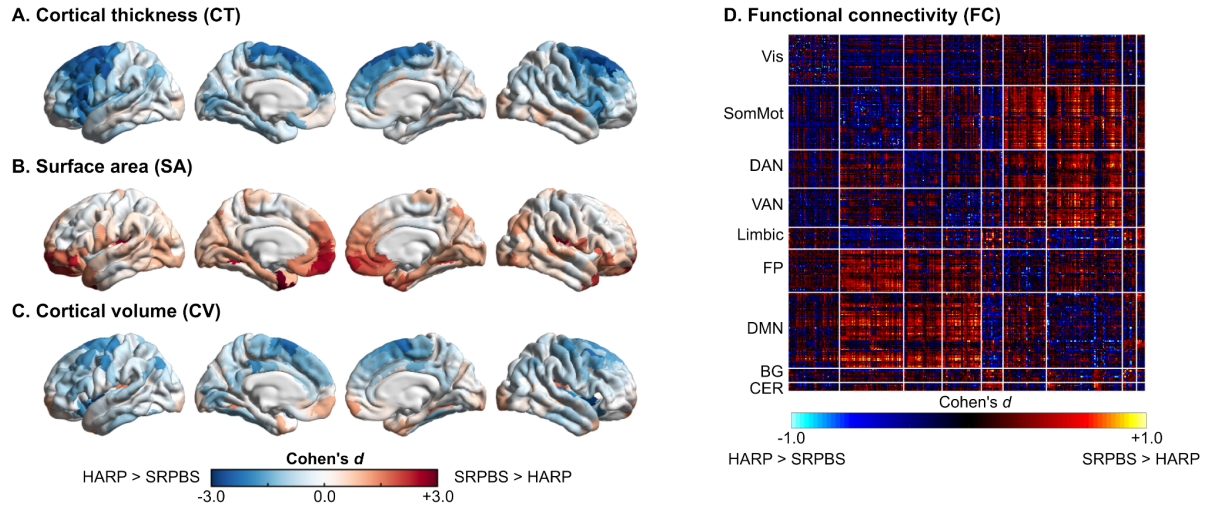 A. Cortical thickness (CT)
B. Surface area (SA)
C. Cortical volume (CV)
Cohen's d
HARP > SRPBS
SRPBS > HARP
-3.0
0.0
+3.0
D. Functional connectivity (FC)
Vis
SomMot
DAN
VAN
Limbic
FP
DMN
BG
CER
Cohen's d
-1.0
+1.0
HARP > SRPBS
SRPBS > HARP